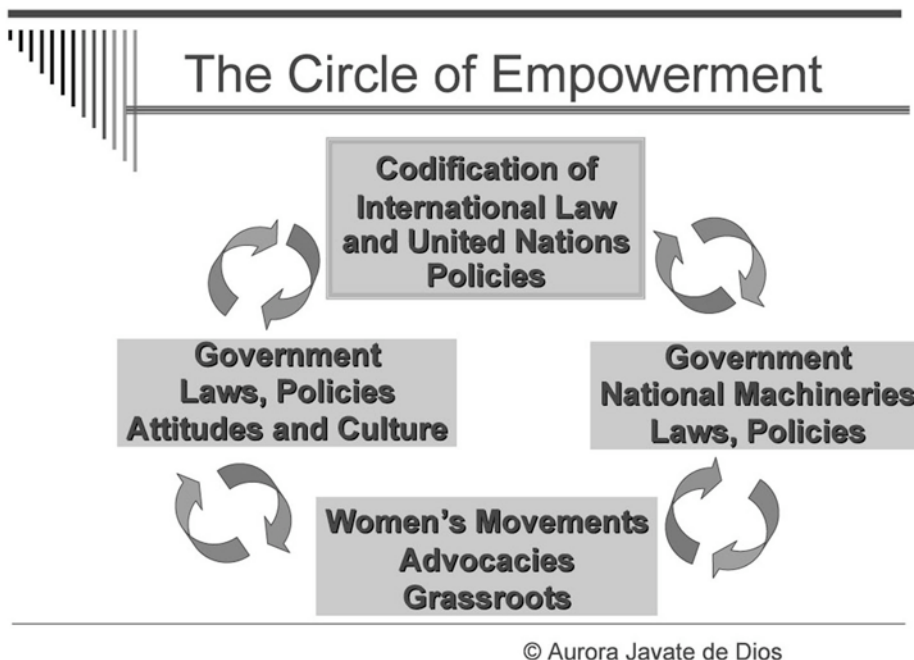 The Circle of Empowerment
Codification of
International Law
and United Nations
Policies
Government
Laws, Policies
Attitudes and Culture
Government
National Machineries
Laws, Policies
Women’s Movements
Advocacies
Grassroots
© Aurora Javate de Dios